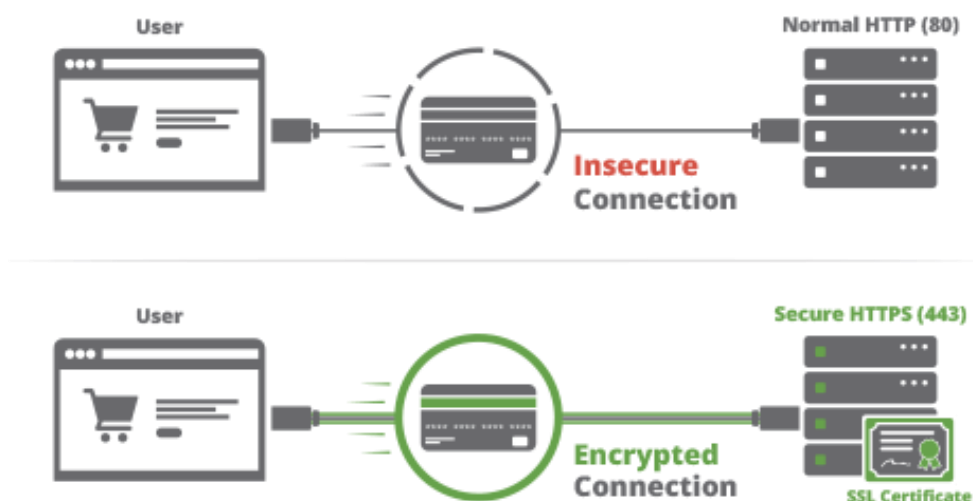 User
Normal HTTP (80)
Insecure
Connection
User
Secure HTTPS (443)
Encrypted
Connection
SSL Certificate